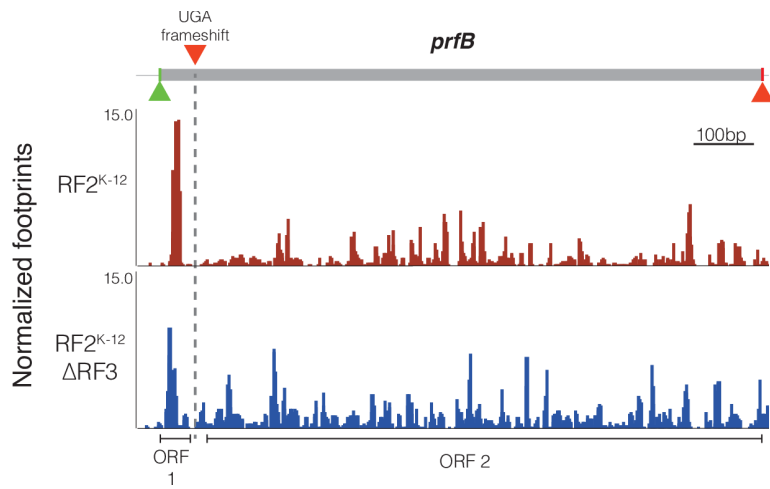 UGA
frameshift
prfB
15.0
100bp
RF2K-12
15.0
RF2K-12
ΔRF3
Normalized footprints
ORF
1
ORF 2